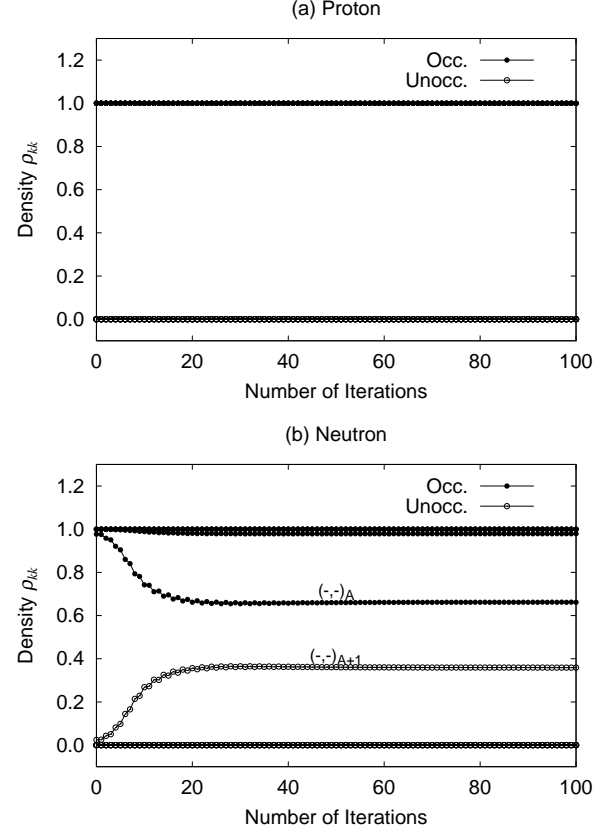 (a) Proton
Occ.
Unocc.
1.2
1.0
0.8
0.6
0.4
0.2
0.0
Density ρkk
0 20 40 60 80 100
Number of Iterations
(b) Neutron
Occ.
Unocc.
1.2
1.0
0.8
0.6
0.4
0.2
0.0
Density ρkk
(-,-)A
(-,-)A+1
0 20 40 60 80 100
Number of Iterations